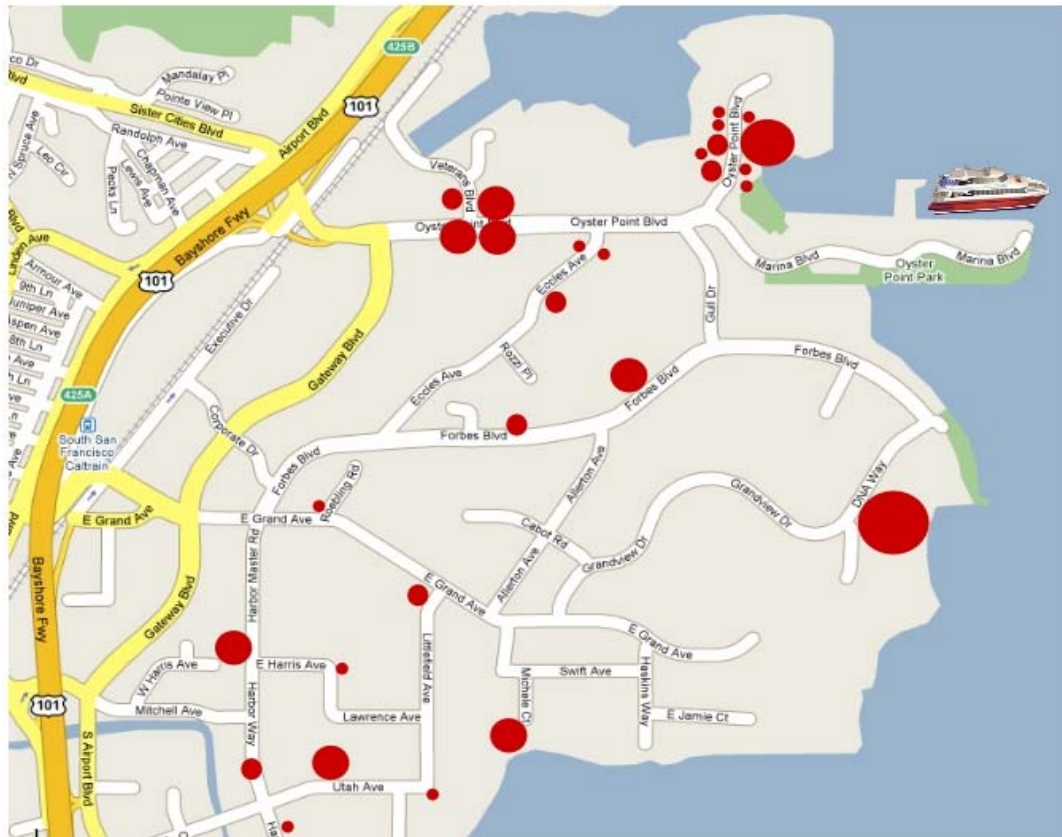 425B
101
Mandalay Pl
Pointe View Pl
Sister Cities Blvd
Airport Blvd
Randolph Ave
N Spruce Ave
Leo Cir
Chapman Ave
Lewis Ave
Pecks Ln
Veterans Blvd
Oyster Point Blvd
Oyster Point Blvd
Oyster Point Blvd
Bayshore Fwy
Linden Ave
101
Armour Ave
9th Ln
Juniper Ave
Aspen Ave
8th Ln
Executive Dr
Eccles Ave
Gull Dr
Marina Blvd
Oyster
Point Park
Marina Blvd
Gateway Blvd
Rozzi Pl
Forbes Blvd
Eccles Ave
Forbes Blvd
425A
South San
Francisco
Caltrain
Corporate Dr
Forbes Blvd
Forbes Blvd
Allerton Ave
Roebling Rd
Grandview Dr
DNA Way
E Grand Ave
E Grand Ave
Cabot Rd
Grandview Dr
Harbor Master Rd
Allerton Ave
Bayshore Fwy
E Grand Ave
Gateway Blvd
E Grand Ave
Littlefield Ave
W Harris Ave
E Harris Ave
Swift Ave
Michele Ct
Haskins Way
101
Mitchell Ave
Harbor Way
Lawrence Ave
E Jamie Ct
S Airport Blvd
Utah Ave